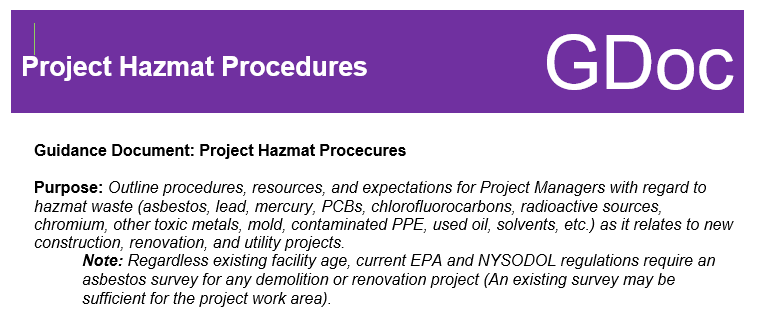 Project Hazmat Procedures
GDoc
Guidance Document: Project Hazmat Procecures
Purpose: Outline procedures, resources, and expectations for Project Managers with regard to
hazmat waste (asbestos, lead, mercury, PCBs, chlorofluorocarbons, radioactive sources,
chromium, other toxic metals, mold, contaminated PPE, used oil, solvents, etc.) as it relates to new
construction, renovation, and utility projects.
Note: Regardless existing facility age, current EPA and NYSODOL regulations require an
asbestos survey for any demolition or renovation project (An existing survey may be
sufficient for the project work area).